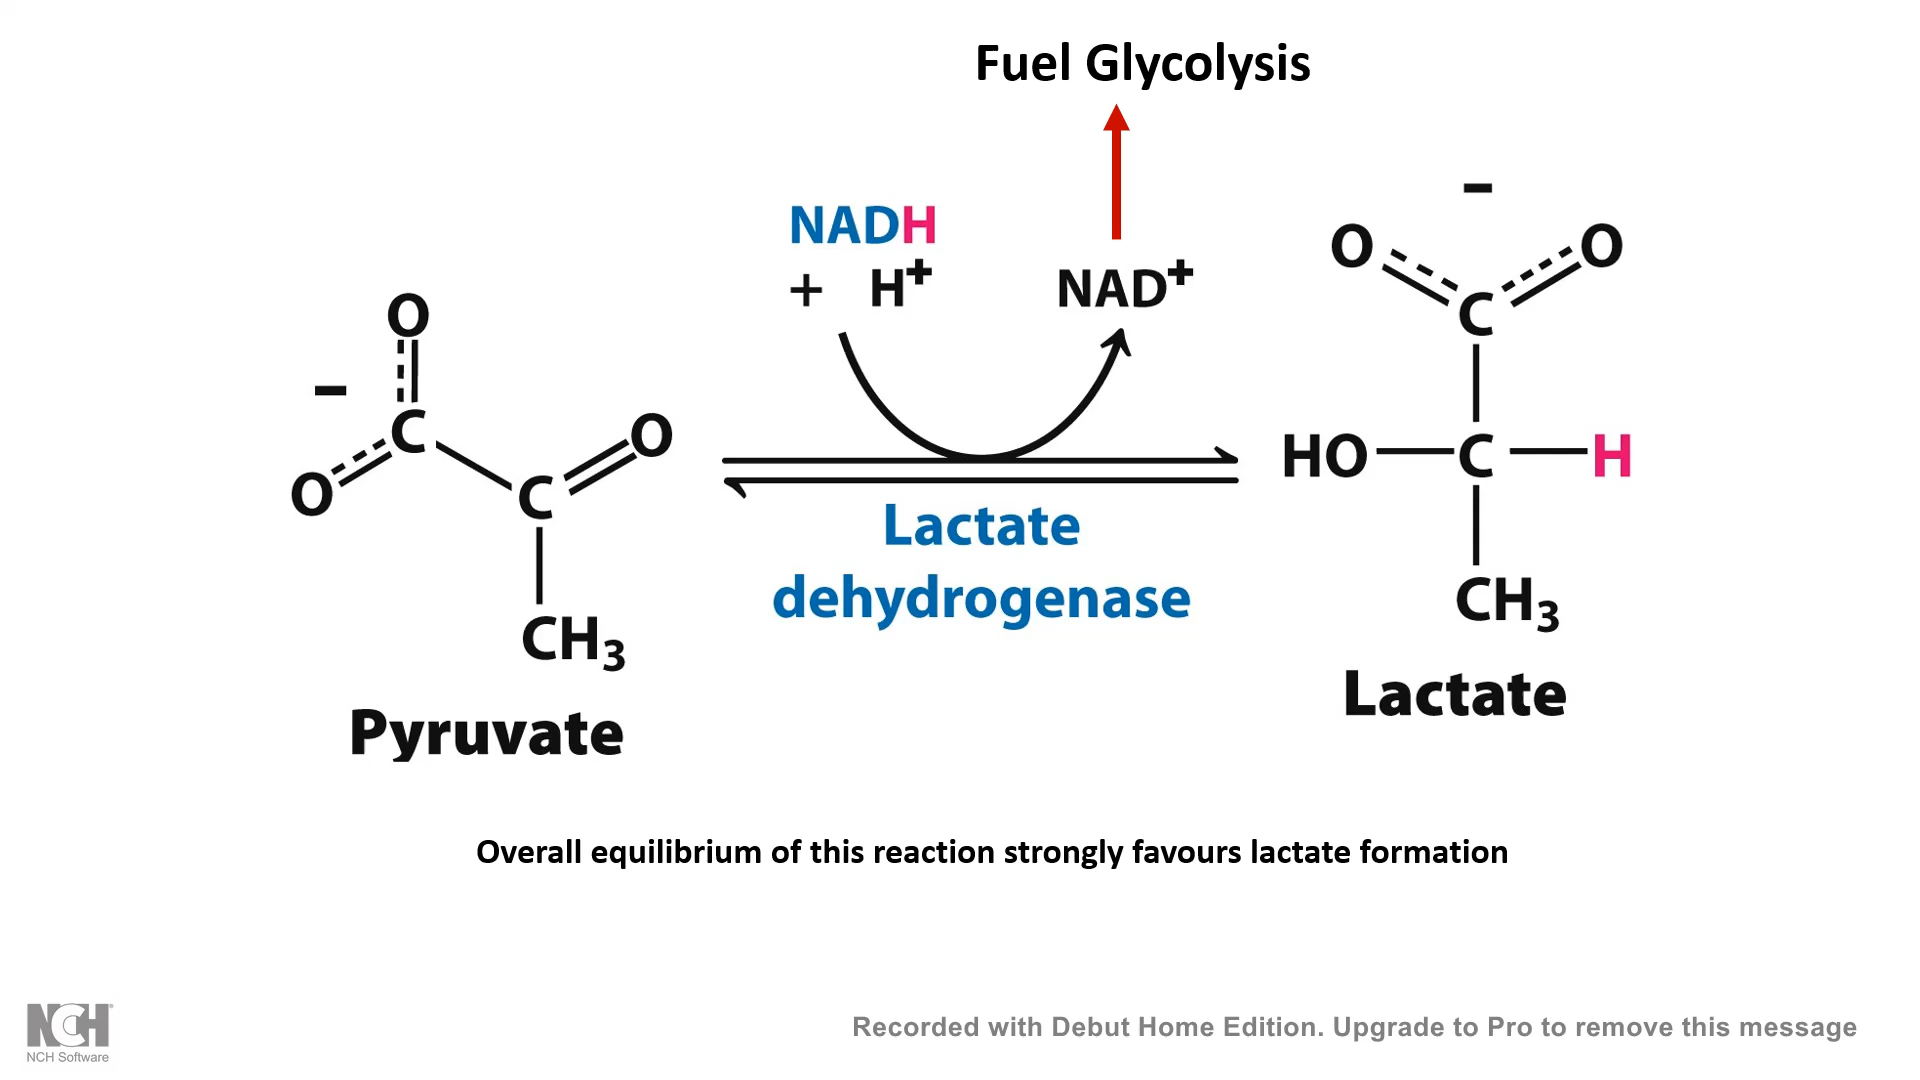 Fuel Glycolysis
NADH
+ H⁺
NAD⁺
O
C
O
C
O
CH₃
Pyruvate
Lactate
dehydrogenase
O
O
C
HO
C
H
CH₃
Lactate
Overall equilibrium of this reaction strongly favours lactate formation
NCH
NCH Software
Recorded with Debut Home Edition. Upgrade to Pro to remove this message